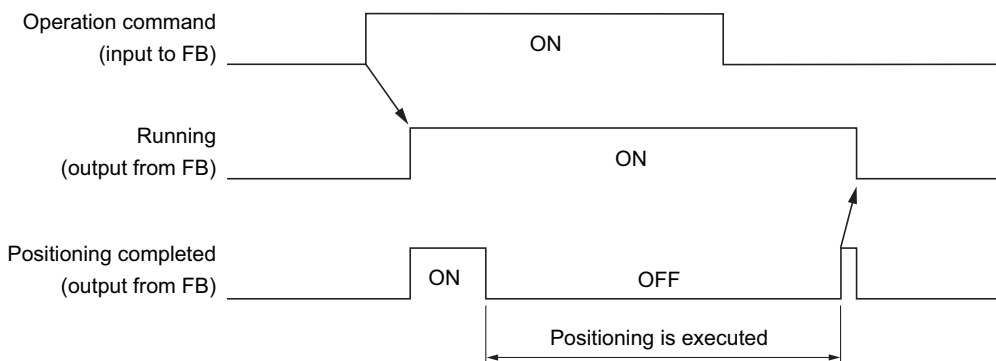 Operation command
(input to FB)
ON
Running
(output from FB)
ON
Positioning completed
(output from FB)
ON
OFF
Positioning is executed